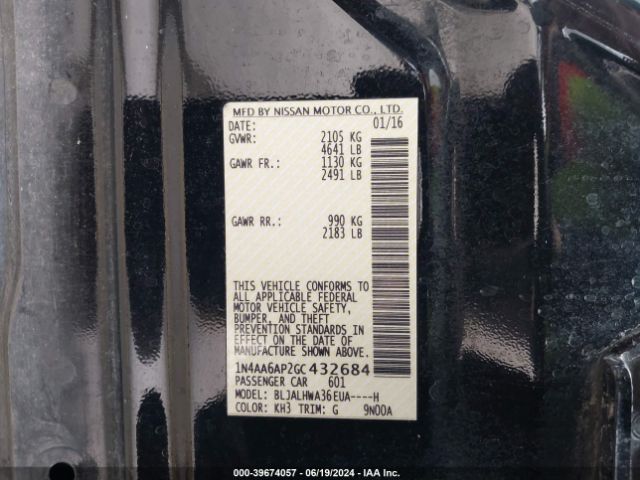 MFD BY NISSAN MOTOR CO., LTD.
DATE: 01/16
GVWR: 2105 KG
4641 LB
GAWR FR.: 1130 KG
2491 LB
GAWR RR.: 990 KG
2183 LB
THIS VEHICLE CONFORMS TO
ALL APPLICABLE FEDERAL
MOTOR VEHICLE SAFETY,
BUMPER, AND THEFT
PREVENTION STANDARDS IN
EFFECT ON THE DATE OF
MANUFACTURE SHOWN ABOVE.
1N4AA6AP2GC432684
PASSENGER CAR 601
MODEL: BLJALHWA36EUA----H
COLOR: KH3 TRIM: G 9N00A
000-39674057 - 06/19/2024 - IAA Inc.